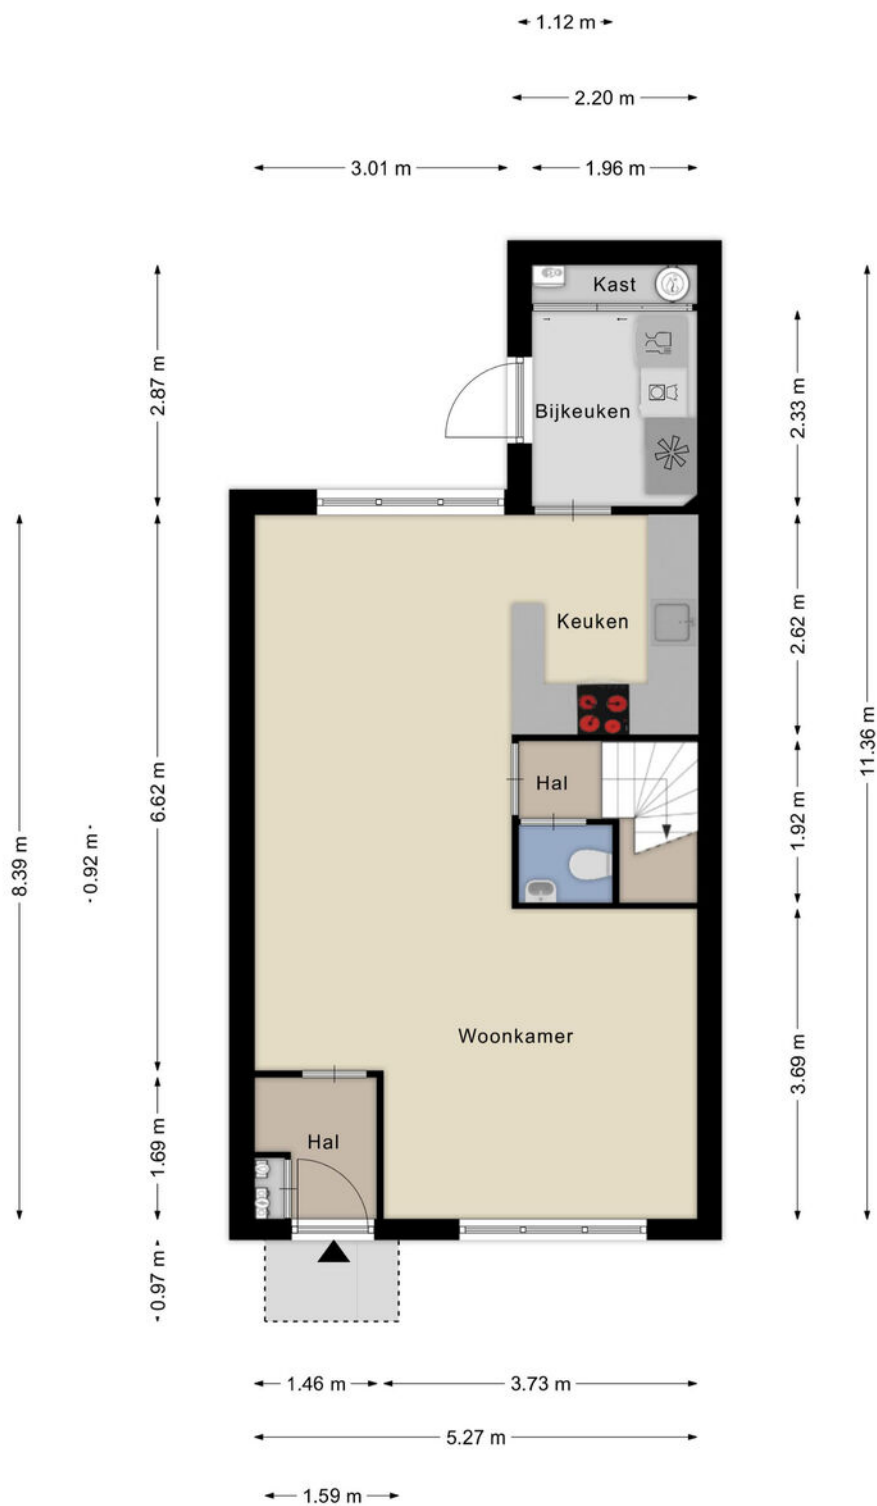 1.12 m
2.20 m
3.01 m
1.96 m
Kast
2.87 m
Bijkeuken
2.33 m
Keuken
2.62 m
11.36 m
6.62 m
Hal
1.92 m
8.39 m
0.92 m
Woonkamer
3.69 m
Hal
1.69 m
0.97 m
1.46 m
3.73 m
5.27 m
1.59 m